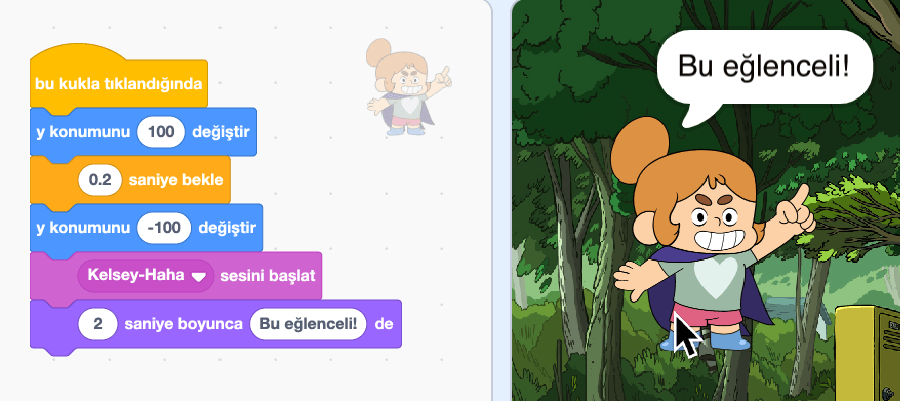 bu kukla tıklandığında
y konumunu 100 değiştir
0.2 saniye bekle
y konumunu -100 değiştir
Kelsey-Haha sesini başlat
2 saniye boyunca Bu eğlenceli! de
Bu eğlenceli!